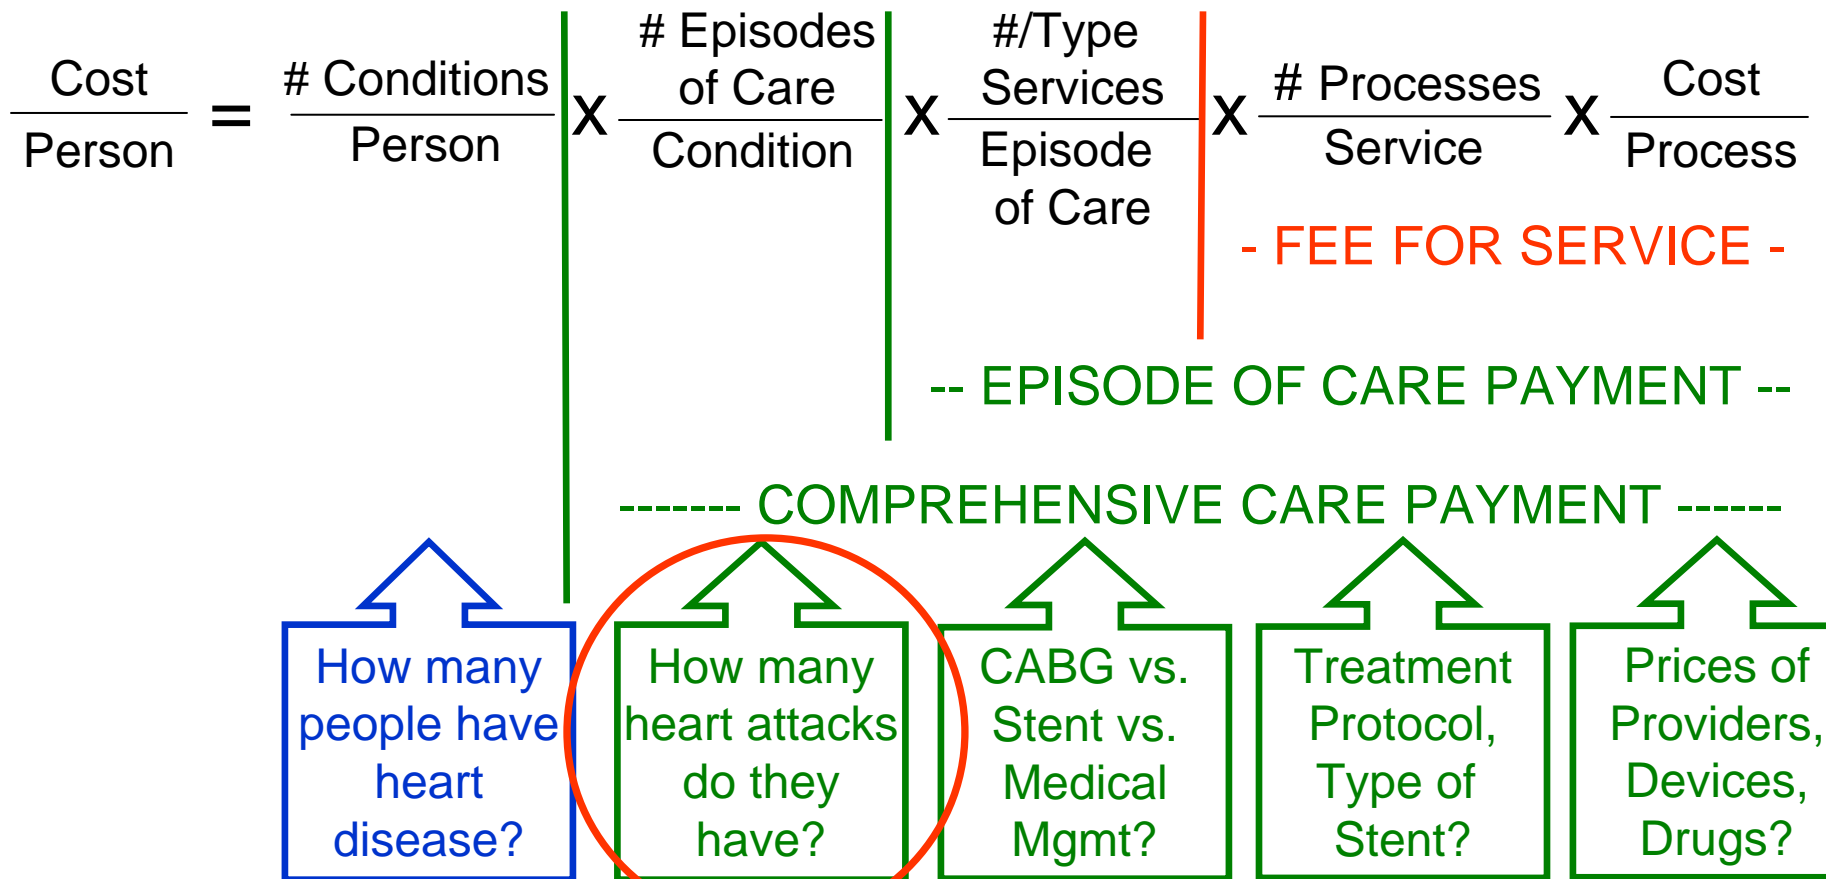 Cost
Person
=
# Conditions
Person
x
# Episodes
of Care
Condition
x
#/Type
Services
Episode
of Care
x
# Processes
Service
x
Cost
Process
- FEE FOR SERVICE -
-- EPISODE OF CARE PAYMENT --
------- COMPREHENSIVE CARE PAYMENT ------
How many
people have
heart
disease?
How many
heart attacks
do they
have?
CABG vs.
Stent vs.
Medical
Mgmt?
Treatment
Protocol,
Type of
Stent?
Prices of
Providers,
Devices,
Drugs?